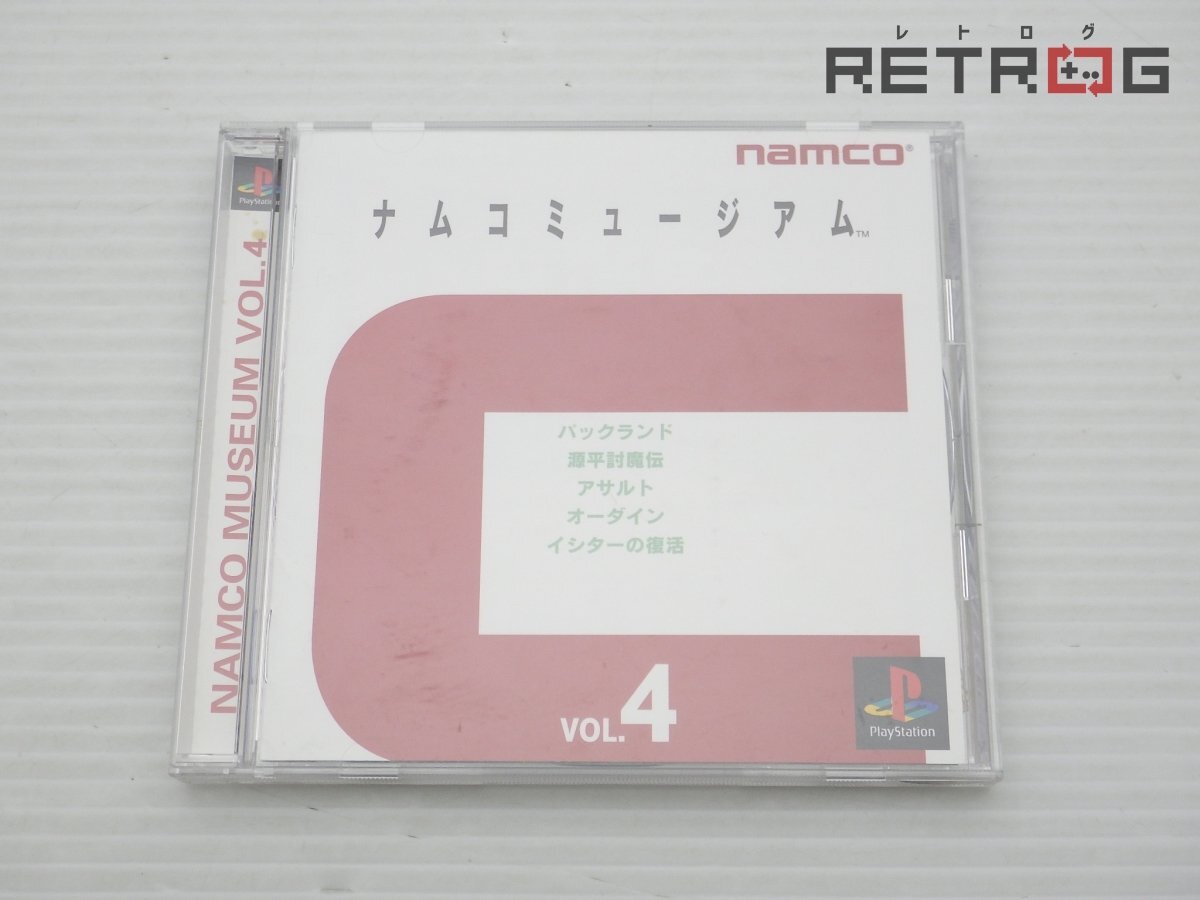 レトログ
RETROG
namco®
ナムコミュージアム™
PlayStation
NAMCO MUSEUM VOL.4
パックランド
源平討魔伝
アサルト
オーダイン
イシターの復活
VOL.4
PlayStation